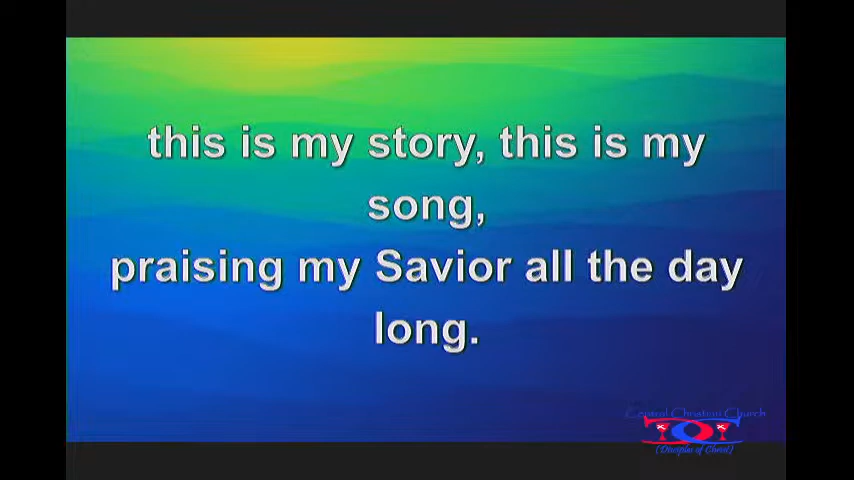 this is my story, this is my
song,
praising my Savior all the day
long.
Central Christian Church
(Disciples of Christ)